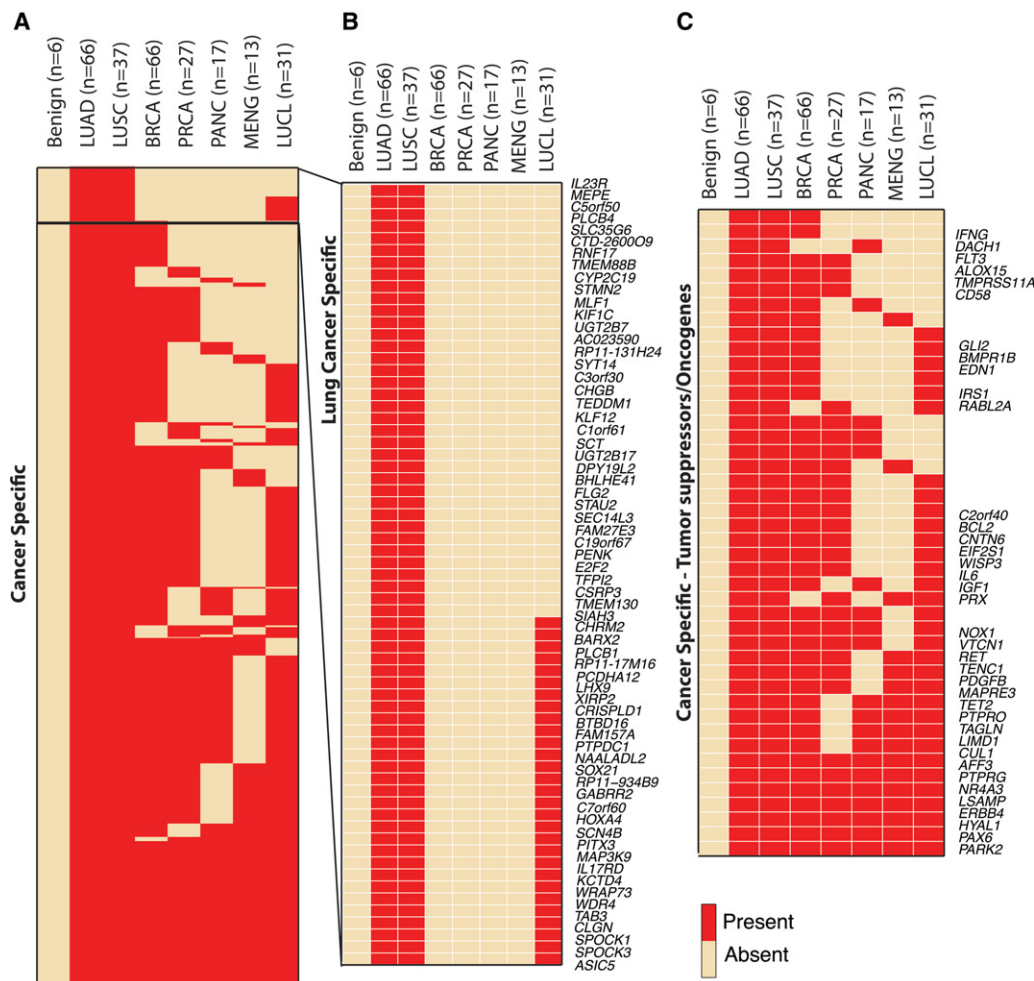 A
Benign (n=6)
LUAD (n=66)
LUSC (n=37)
BRCA (n=66)
PRCA (n=27)
PANC (n=17)
MENG (n=13)
LUCL (n=31)
Cancer Specific
B
Benign (n=6)
LUAD (n=66)
LUSC (n=37)
BRCA (n=66)
PRCA (n=27)
PANC (n=17)
MENG (n=13)
LUCL (n=31)
Lung Cancer Specific
IL23R
MEPE
C5orf50
PLCB4
SLC35G6
CTD-2600O9
RNF17
TMEM88B
CYP2C19
STMN2
MLF1
KIF1C
UGT2B7
AC023590
RP11-131H24
SYT14
C3orf30
CHGB
TEDDM1
KLF12
C1orf61
SCT
UGT2B17
DPY19L2
BHLHE41
FLG2
STAU2
SEC14L3
FAM27E3
C19orf67
PENK
E2F2
TFPI2
CSRP3
TMEM130
SIAH3
CHRM2
BARX2
PLCB1
RP11-17M16
PCDHA12
LHX9
XIRP2
CRISPLD1
BTBD16
FAM157A
PTPDC1
NAALADL2
SOX21
RP11-934B9
GABRR2
C7orf60
HOXA4
SCN4B
PITX3
MAP3K9
IL17RD
KCTD4
WRAP73
WDR4
TAB3
CLGN
SPOCK1
SPOCK3
ASIC5
C
Benign (n=6)
LUAD (n=66)
LUSC (n=37)
BRCA (n=66)
PRCA (n=27)
PANC (n=17)
MENG (n=13)
LUCL (n=31)
Cancer Specific - Tumor suppressors/Oncogenes
IFNG
DACH1
FLT3
ALOX15
TMPRSS11A
CD58
GLI2
BMPR1B
EDN1
IRS1
RABL2A
C2orf40
BCL2
CNTN6
EIF2S1
WISP3
IL6
IGF1
PRX
NOX1
VTCN1
RET
TENC1
PDGFB
MAPRE3
TET2
PTPRO
TAGLN
LIMD1
CUL1
AFF3
PTPRG
NR4A3
LSAMP
ERBB4
HYAL1
PAX6
PARK2
Present
Absent